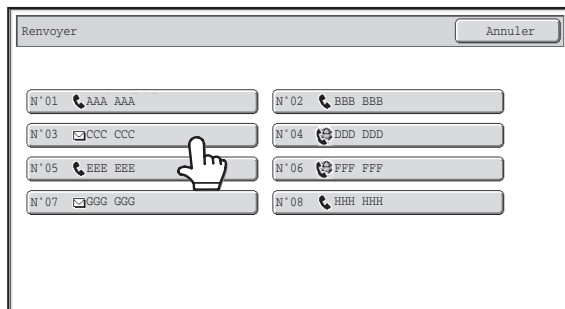 Renvoyer Annuler
N°01 AAA AAA N°02 BBB BBB
N°03 CCC CCC N°04 DDD DDD
N°05 EEE EEE N°06 FFF FFF
N°07 GGG GGG N°08 HHH HHH